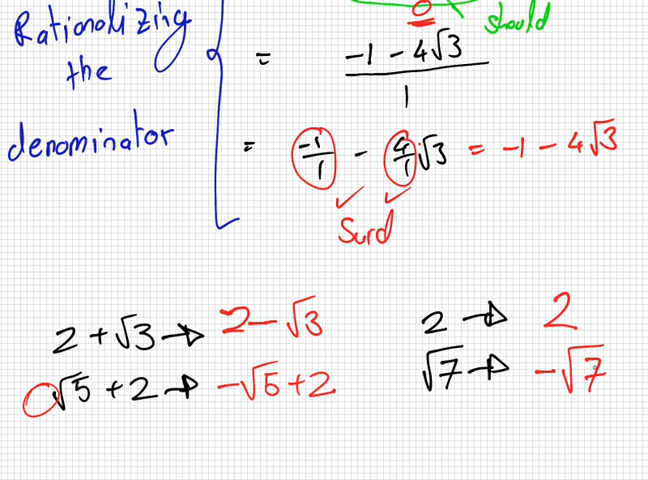 Rationalizing
the
denominator
0
should
= -1 - 4√3
1
= -1/1 - 4/1 √3 = -1 - 4√3
Surd
2 + √3 → 2 - √3
√5 + 2 → -√5 + 2
2 → 2
√7 → -√7